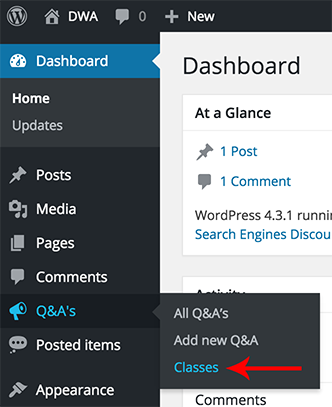 DWA 0 + New
Dashboard
Home
Updates
Posts
Media
Pages
Comments
Q&A's
Posted items
Appearance
Dashboard
At a Glance
1 Post
1 Comment
WordPress 4.3.1 runnin
Search Engines Discou
Activity
All Q&A's
Add new Q&A
Classes
Comments